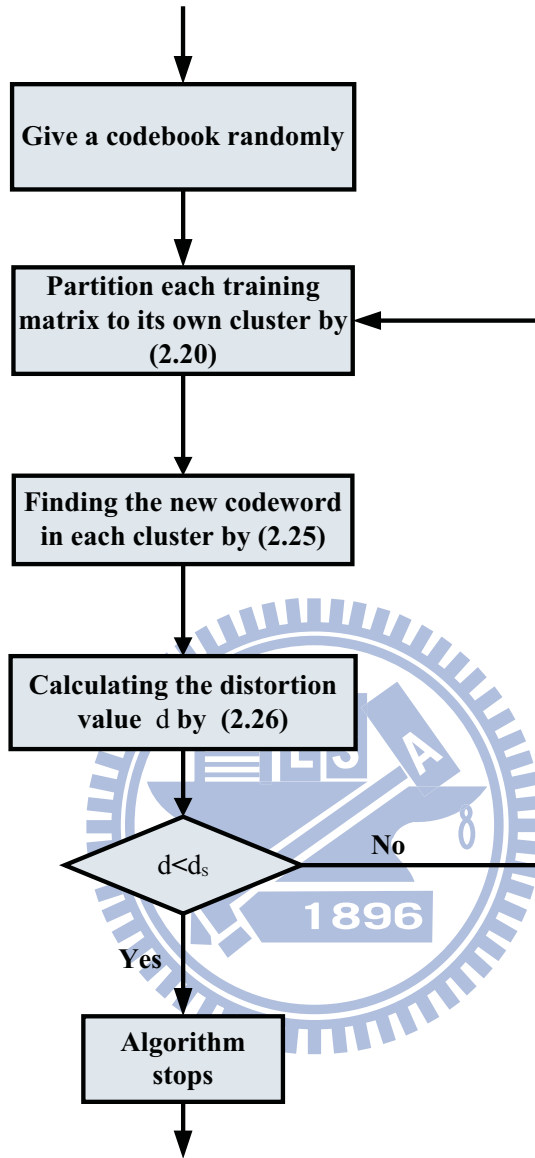 Give a codebook randomly
Partition each training
matrix to its own cluster by
(2.20)
Finding the new codeword
in each cluster by (2.25)
Calculating the distortion
value d by (2.26)
E S
A
d<dₛ
No
8
1896
Yes
Algorithm
stops